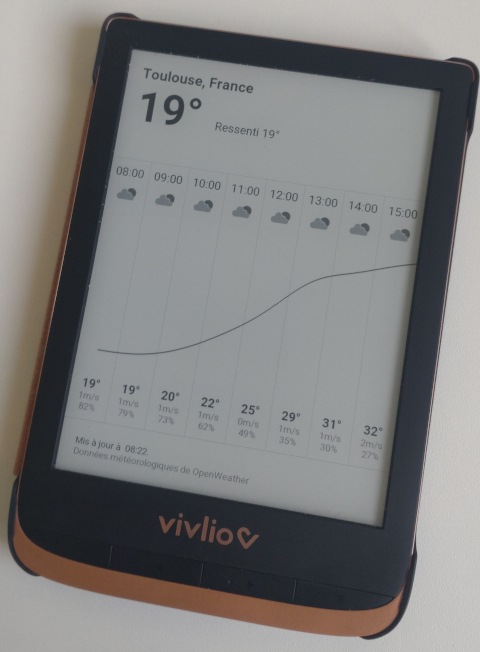 Toulouse, France
19°
Ressenti 19°
08:00 09:00 10:00 11:00 12:00 13:00 14:00 15:00
19° 19° 20° 22° 25° 29° 31° 32°
1m/s 1m/s 1m/s 1m/s 0m/s 1m/s 1m/s 2m/s
82% 79% 73% 62% 49% 35% 30% 27%
Mis à jour à 08:22.
Données météorologiques de OpenWeather
vivlio